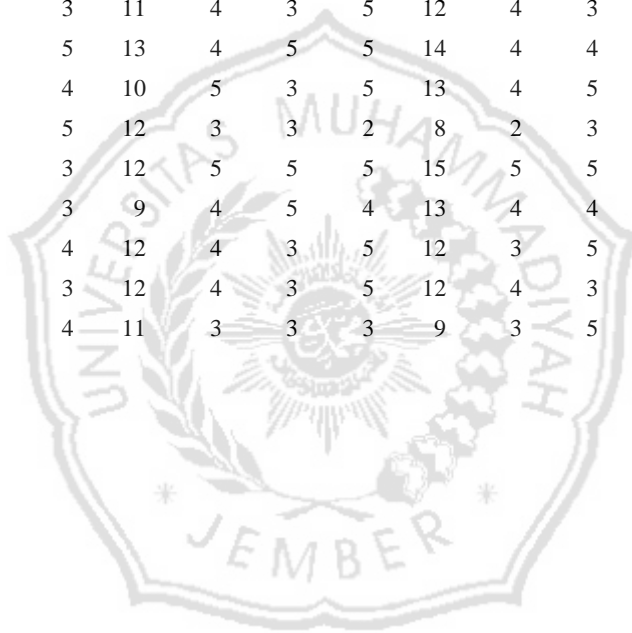 3 11 4 3 5 12 4 3
5 13 4 5 5 14 4 4
4 10 5 3 5 13 4 5
5 12 3 3 2 8 2 3
3 12 5 5 5 15 5 5
3 9 4 5 4 13 4 4
4 12 4 3 5 12 3 5
3 12 4 3 5 12 4 3
4 11 3 3 3 9 3 5
UNIVERSITAS MUHAMMADIYAH
JEMBER